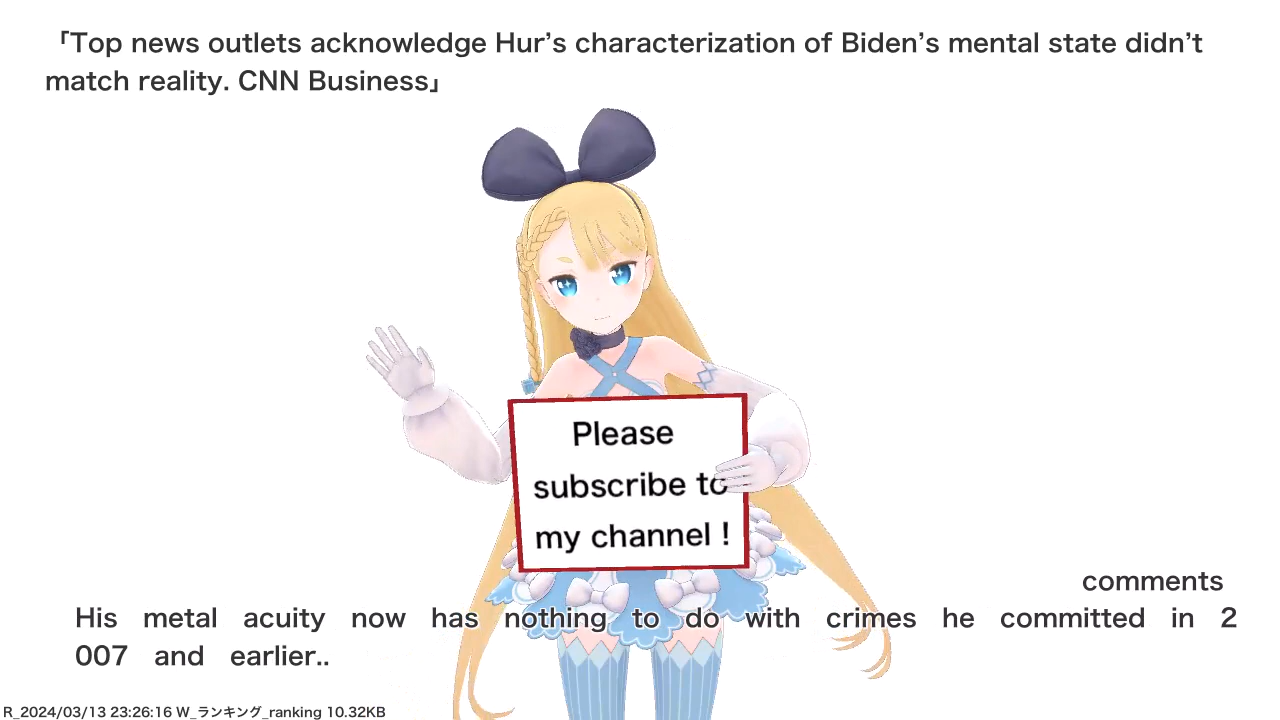 「Top news outlets acknowledge Hur’s characterization of Biden’s mental state didn’t
match reality. CNN Business」
Please
subscribe to
my channel !
comments
His metal acuity now has nothing to do with crimes he committed in 2
007 and earlier..
R_2024/03/13 23:26:16 W_ランキング_ranking 10.32KB